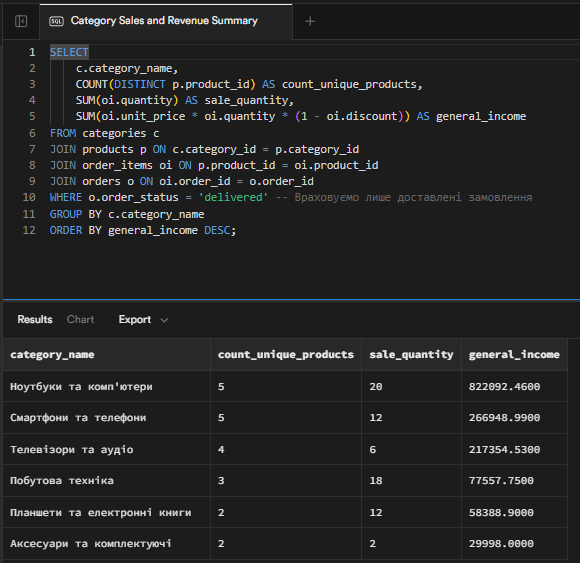 SQL Category Sales and Revenue Summary
1 SELECT
2 c.category_name,
3 COUNT(DISTINCT p.product_id) AS count_unique_products,
4 SUM(oi.quantity) AS sale_quantity,
5 SUM(oi.unit_price * oi.quantity * (1 - oi.discount)) AS general_income
6 FROM categories c
7 JOIN products p ON c.category_id = p.category_id
8 JOIN order_items oi ON p.product_id = oi.product_id
9 JOIN orders o ON oi.order_id = o.order_id
10 WHERE o.order_status = 'delivered' -- Враховуємо лише доставлені замовлення
11 GROUP BY c.category_name
12 ORDER BY general_income DESC;
Results Chart Export
category_name count_unique_products sale_quantity general_income
Ноутбуки та комп'ютери 5 20 822092.4600
Смартфони та телефони 5 12 266948.9900
Телевізори та аудіо 4 6 217354.5300
Побутова техніка 3 18 77557.7500
Планшети та електронні книги 2 12 58388.9000
Аксесуари та комплектуючі 2 2 29998.0000